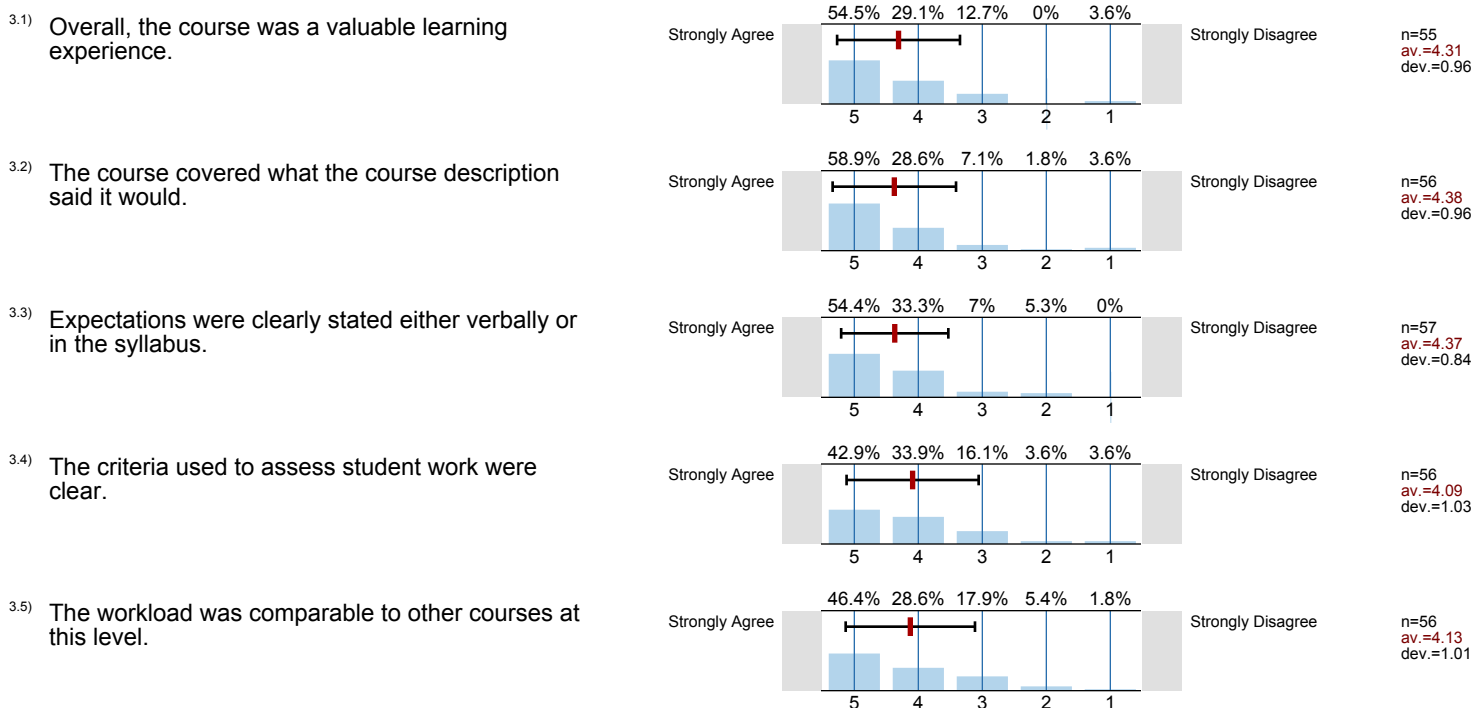 54.5% 29.1% 12.7% 0% 3.6%
3.1) Overall, the course was a valuable learning
experience.
Strongly Agree
Strongly Disagree
n=55
av.=4.31
dev.=0.96
5 4 3 2 1
58.9% 28.6% 7.1% 1.8% 3.6%
3.2) The course covered what the course description
said it would.
Strongly Agree
Strongly Disagree
n=56
av.=4.38
dev.=0.96
5 4 3 2 1
54.4% 33.3% 7% 5.3% 0%
3.3) Expectations were clearly stated either verbally or
in the syllabus.
Strongly Agree
Strongly Disagree
n=57
av.=4.37
dev.=0.84
5 4 3 2 1
42.9% 33.9% 16.1% 3.6% 3.6%
3.4) The criteria used to assess student work were
clear.
Strongly Agree
Strongly Disagree
n=56
av.=4.09
dev.=1.03
5 4 3 2 1
46.4% 28.6% 17.9% 5.4% 1.8%
3.5) The workload was comparable to other courses at
this level.
Strongly Agree
Strongly Disagree
n=56
av.=4.13
dev.=1.01
5 4 3 2 1